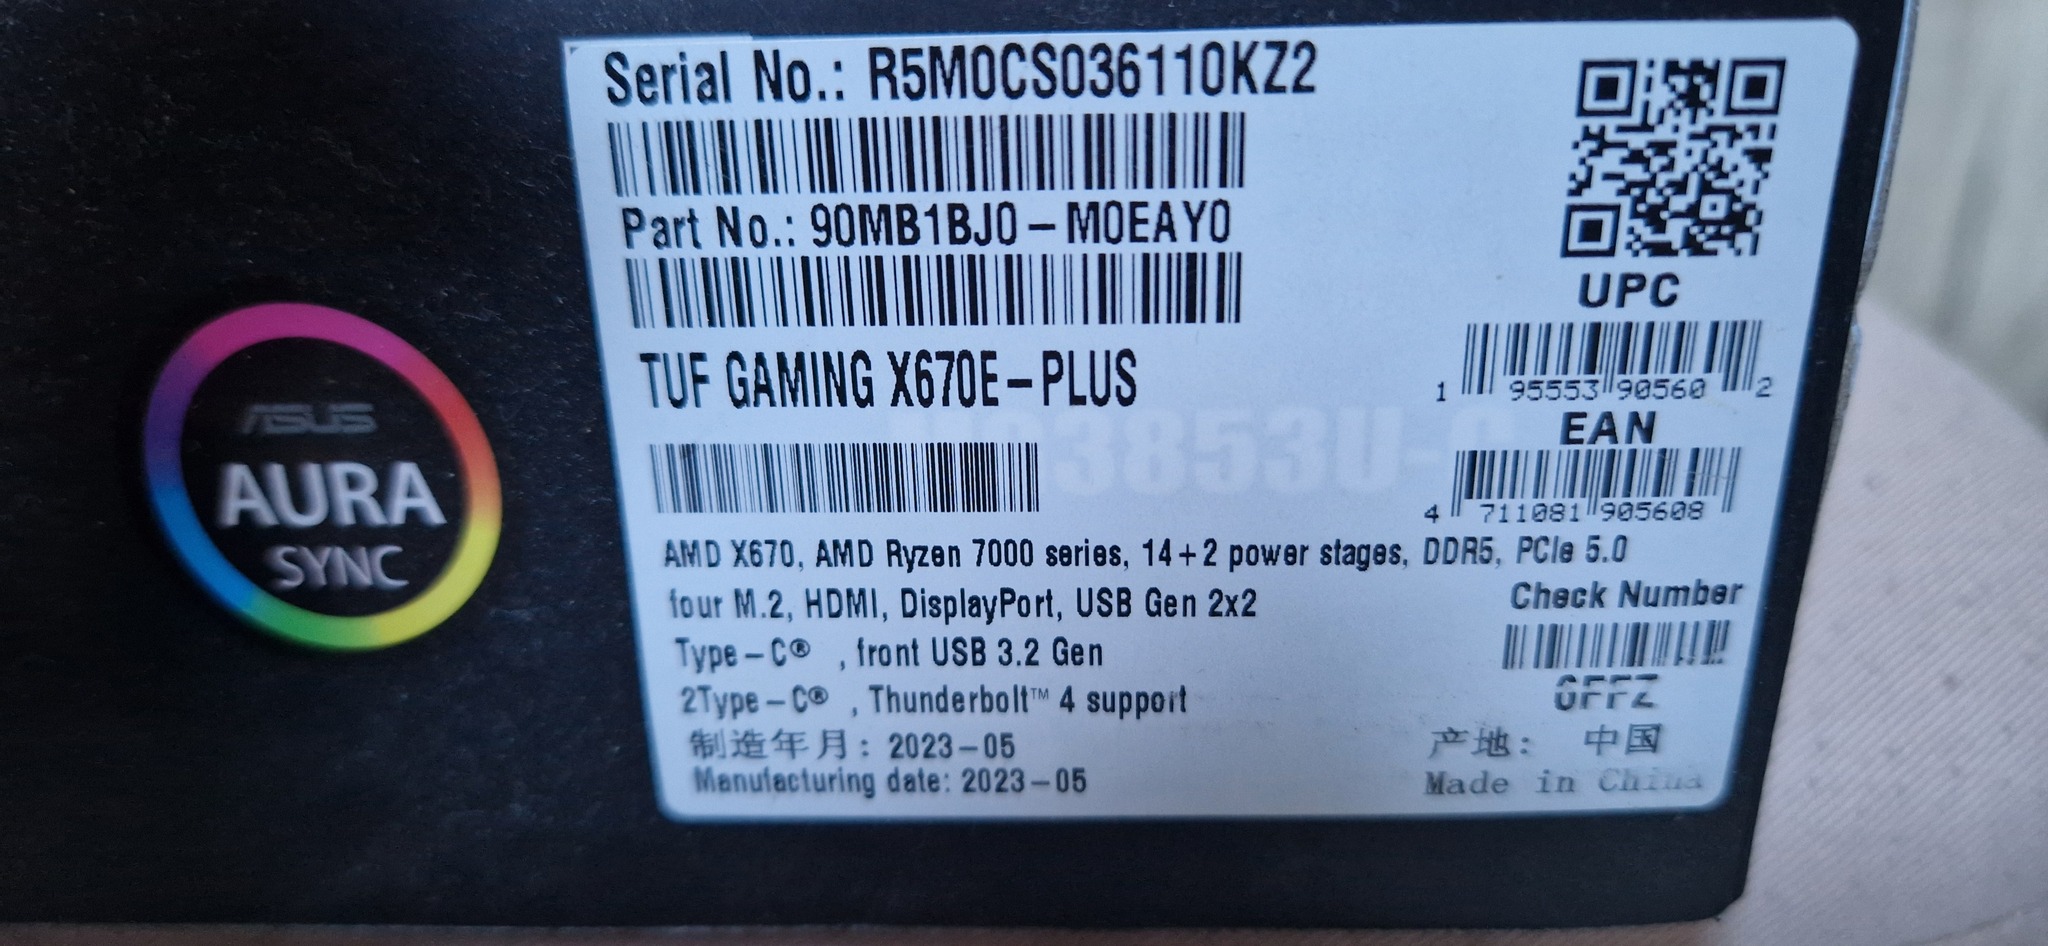 Serial No.: R5M0CS036110KZ2
Part No.: 90MB1BJ0-M0EAY0
UPC
TUF GAMING X670E-PLUS
1 95553 90560 2
EAN
4 711081 905608
ASUS
AURA
SYNC
AMD X670, AMD Ryzen 7000 series, 14+2 power stages, DDR5, PCIe 5.0
four M.2, HDMI, DisplayPort, USB Gen 2x2
Check Number
Type-C® , front USB 3.2 Gen
2Type-C® , Thunderbolt™ 4 support
制造年月: 2023-05
产地: 中国
Manufacturing date: 2023-05
Made in China